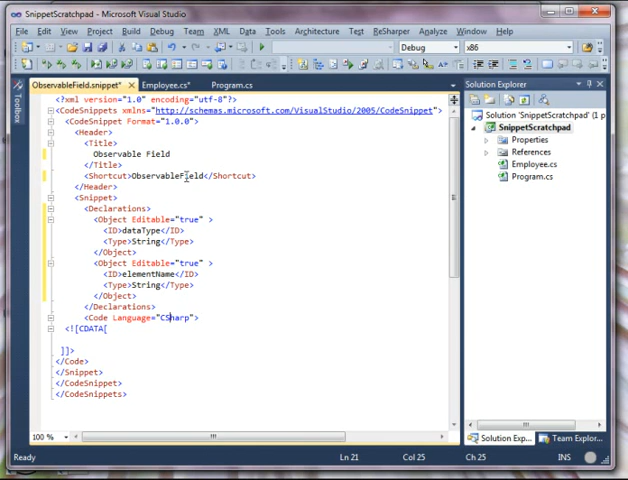 SnippetScratchpad - Microsoft Visual Studio
File Edit View Project Build Debug Team XML Data Tools
Architecture Test ReSharper Analyze Window Help
Debug x86
Toolbox
ObservableField.snippet* Employee.cs* Program.cs
<?xml version="1.0" encoding="utf-8"?>
<CodeSnippets xmlns="http://schemas.microsoft.com/VisualStudio/2005/CodeSnippet">
<CodeSnippet Format="1.0.0">
<Header>
<Title>
Observable Field
</Title>
<Shortcut>ObservableField</Shortcut>
</Header>
<Snippet>
<Declarations>
<Object Editable="true" >
<ID>dataType</ID>
<Type>String</Type>
</Object>
<Object Editable="true" >
<ID>elementName</ID>
<Type>String</Type>
</Object>
</Declarations>
<Code Language="CSharp">
<![CDATA[
]]>
</Code>
</Snippet>
</CodeSnippet>
</CodeSnippets>
100 %
Solution Explorer
Solution 'SnippetScratchpad' (1 p
SnippetScratchpad
Properties
References
Employee.cs
Program.cs
Solution Exp... Team Explor...
Ready Ln 21 Col 25 Ch 25 INS